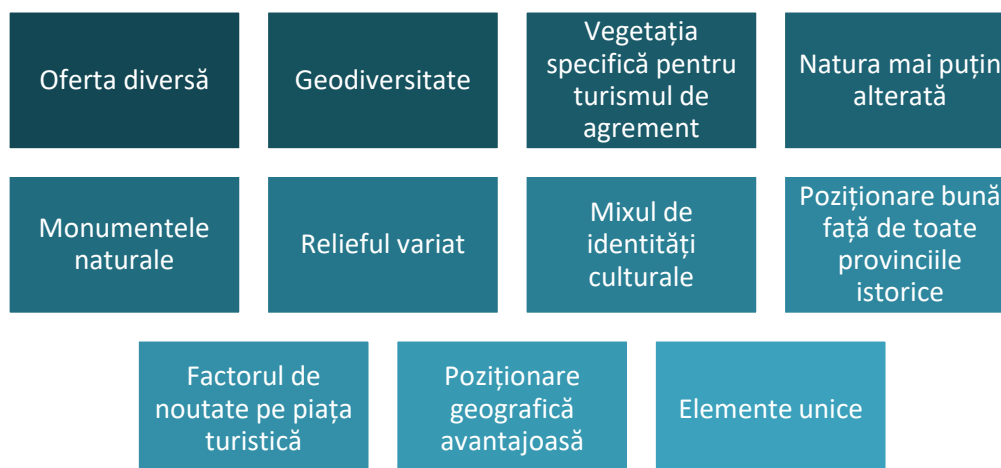 Oferta diversă
Geodiversitate
Vegetația
specifică pentru
turismul de
agrement
Natura mai puțin
alterată
Monumentele
naturale
Relieful variat
Mixul de
identități
culturale
Poziționare bună
față de toate
provinciile
istorice
Factorul de
noutate pe piața
turistică
Poziționare
geografică
avantajoasă
Elemente unice